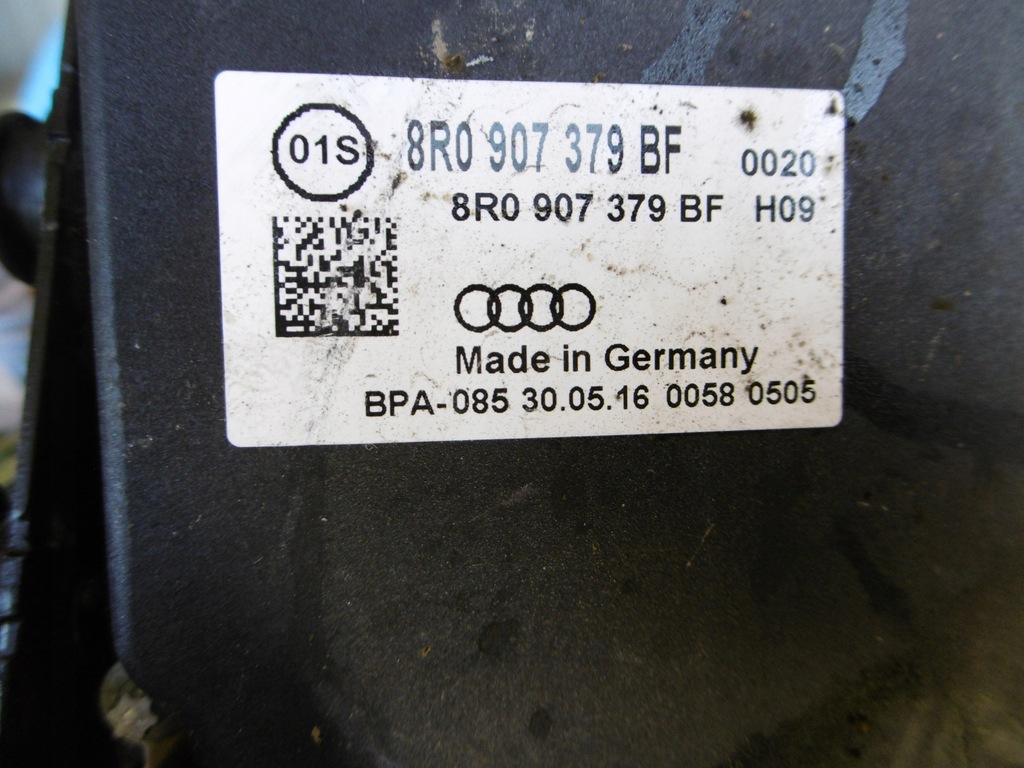 01S 8R0 907 379 BF 0020
8R0 907 379 BF H09
Made in Germany
BPA-085 30.05.16 0058 0505